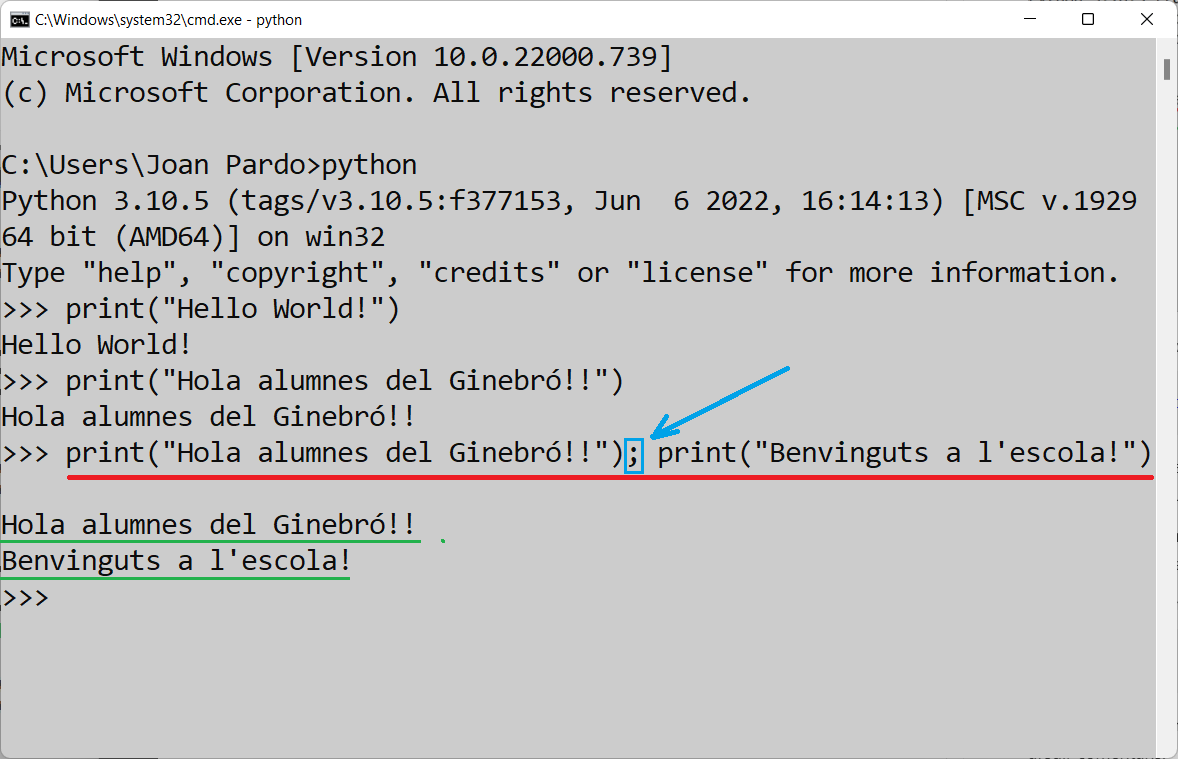 C:\Windows\system32\cmd.exe - python
Microsoft Windows [Version 10.0.22000.739]
(c) Microsoft Corporation. All rights reserved.
C:\Users\Joan Pardo>python
Python 3.10.5 (tags/v3.10.5:f377153, Jun  6 2022, 16:14:13) [MSC v.1929
64 bit (AMD64)] on win32
Type "help", "copyright", "credits" or "license" for more information.
>>> print("Hello World!")
Hello World!
>>> print("Hola alumnes del Ginebró!!")
Hola alumnes del Ginebró!!
>>> print("Hola alumnes del Ginebró!!"); print("Benvinguts a l'escola!")
Hola alumnes del Ginebró!!
Benvinguts a l'escola!
>>>